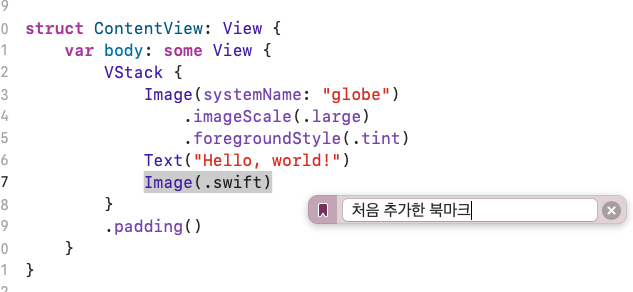 9
0 struct ContentView: View {
1 var body: some View {
2 VStack {
3 Image(systemName: "globe")
4 .imageScale(.large)
5 .foregroundStyle(.tint)
6 Text("Hello, world!")
7 Image(.swift)
처음 추가한 북마크
8 }
9 .padding()
0 }
1 }